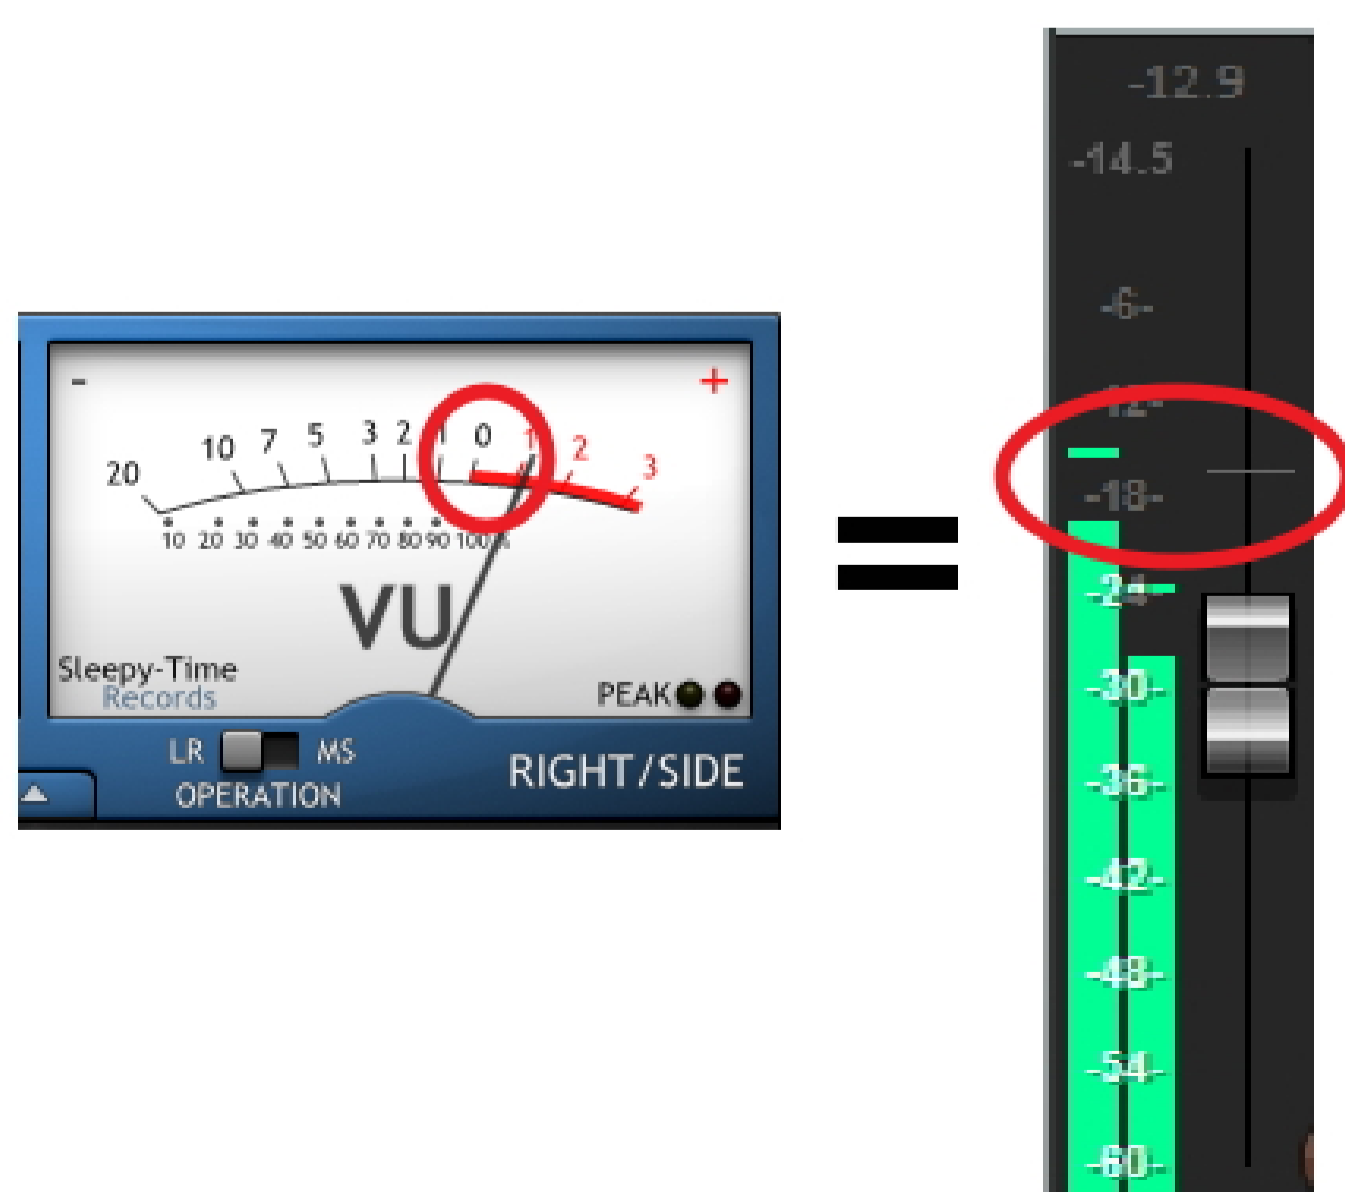 - +
20 10 7 5 3 2 1 0 1 2 3
10 20 30 40 50 60 70 80 90 100%
VU
Sleepy-Time
Records
PEAK
LR MS
OPERATION
RIGHT/SIDE
=
-12.9
-14.5
-6-
-12-
-18-
-24-
-30-
-36-
-42-
-48-
-54-
-60-